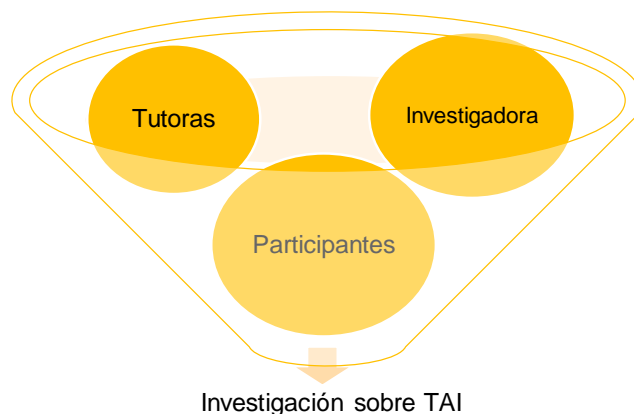 Tutoras
Investigadora
Participantes
Investigación sobre TAI